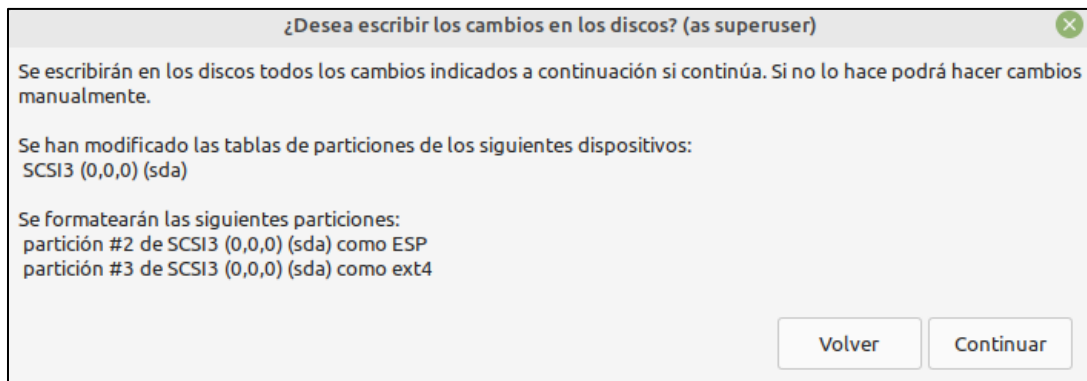 ¿Desea escribir los cambios en los discos? (as superuser)
Se escribirán en los discos todos los cambios indicados a continuación si continúa. Si no lo hace podrá hacer cambios
manualmente.
Se han modificado las tablas de particiones de los siguientes dispositivos:
SCSI3 (0,0,0) (sda)
Se formatearán las siguientes particiones:
partición #2 de SCSI3 (0,0,0) (sda) como ESP
partición #3 de SCSI3 (0,0,0) (sda) como ext4
Volver Continuar